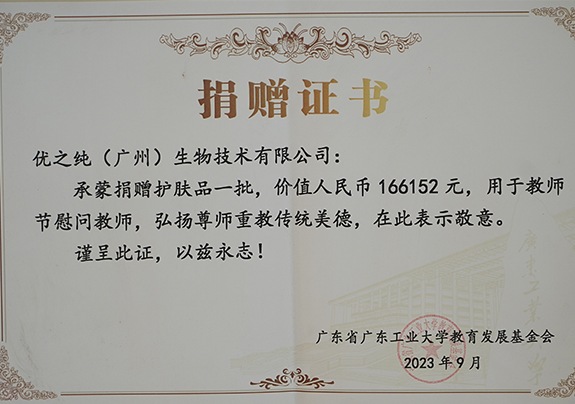 捐赠证书
优之纯（广州）生物技术有限公司：
承蒙捐赠护肤品一批，价值人民币166152元，用于教师
节慰问教师，弘扬尊师重教传统美德，在此表示敬意。
谨呈此证，以兹永志！
广东省广东工业大学教育发展基金会
2023年9月